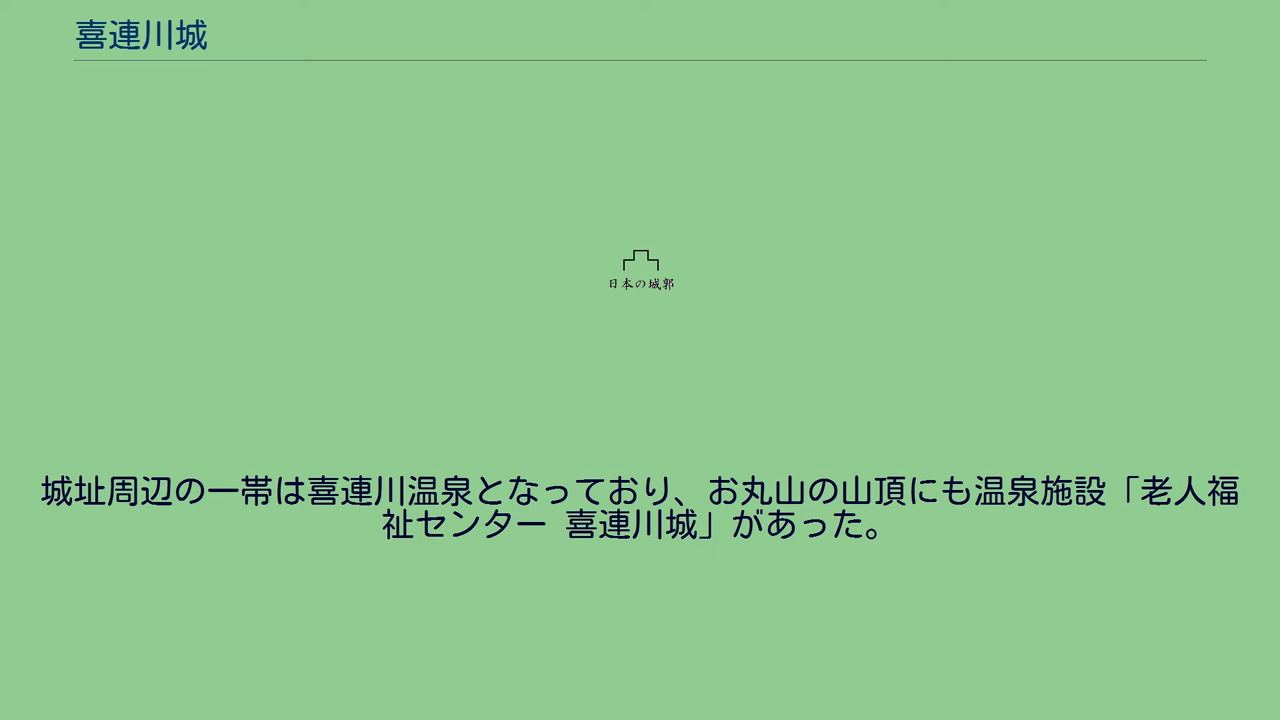 喜連川城
日本の城郭
城址周辺の一帯は喜連川温泉となっており、お丸山の山頂にも温泉施設「老人福
祉センター 喜連川城」があった。